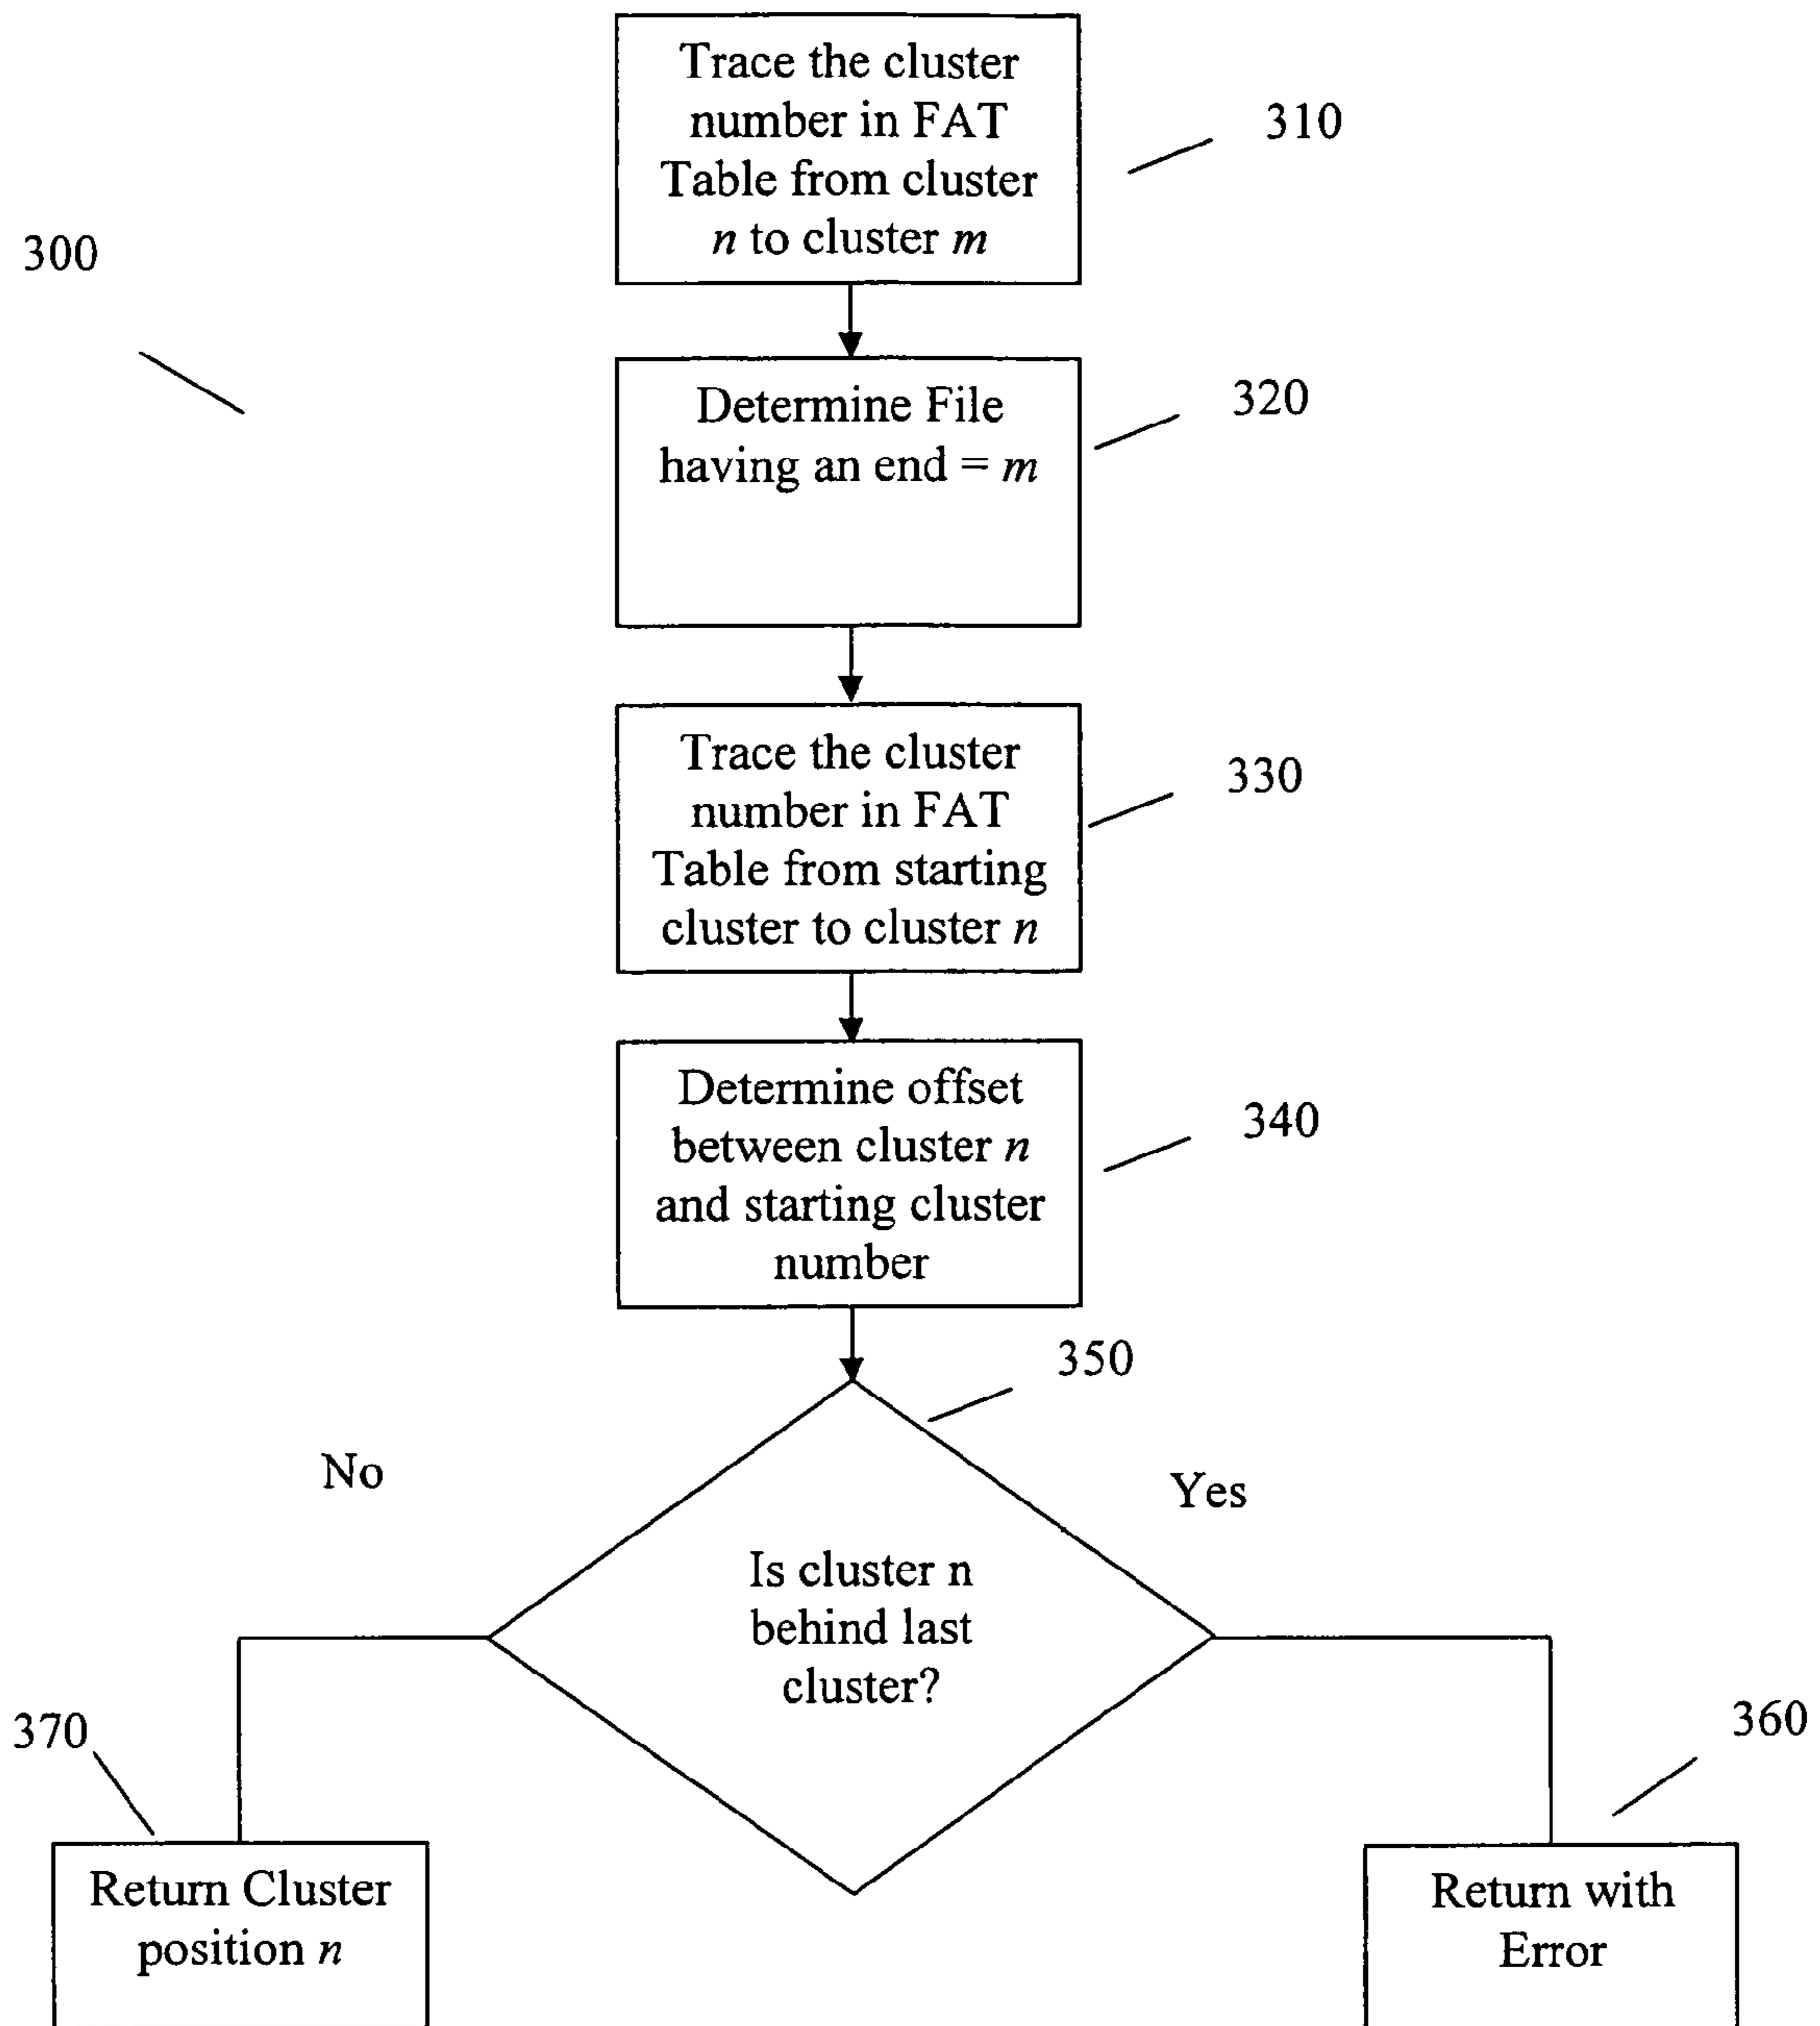 Trace the cluster
number in FAT
Table from cluster
n to cluster m
310
300
Determine File
having an end = m
320
Trace the cluster
number in FAT
Table from starting
cluster to cluster n
330
Determine offset
between cluster n
and starting cluster
number
340
350
No
Yes
Is cluster n
behind last
cluster?
370
360
Return Cluster
position n
Return with
Error